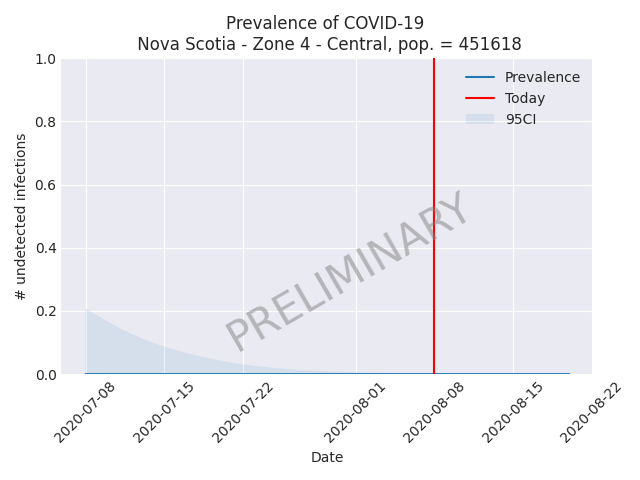 Prevalence of COVID-19
Nova Scotia - Zone 4 - Central, pop. = 451618
1.0
0.8
0.6
0.4
0.2
0.0
# undetected infections
Prevalence
Today
95CI
PRELIMINARY
2020-07-08
2020-07-15
2020-07-22
2020-08-01
2020-08-08
2020-08-15
2020-08-22
Date